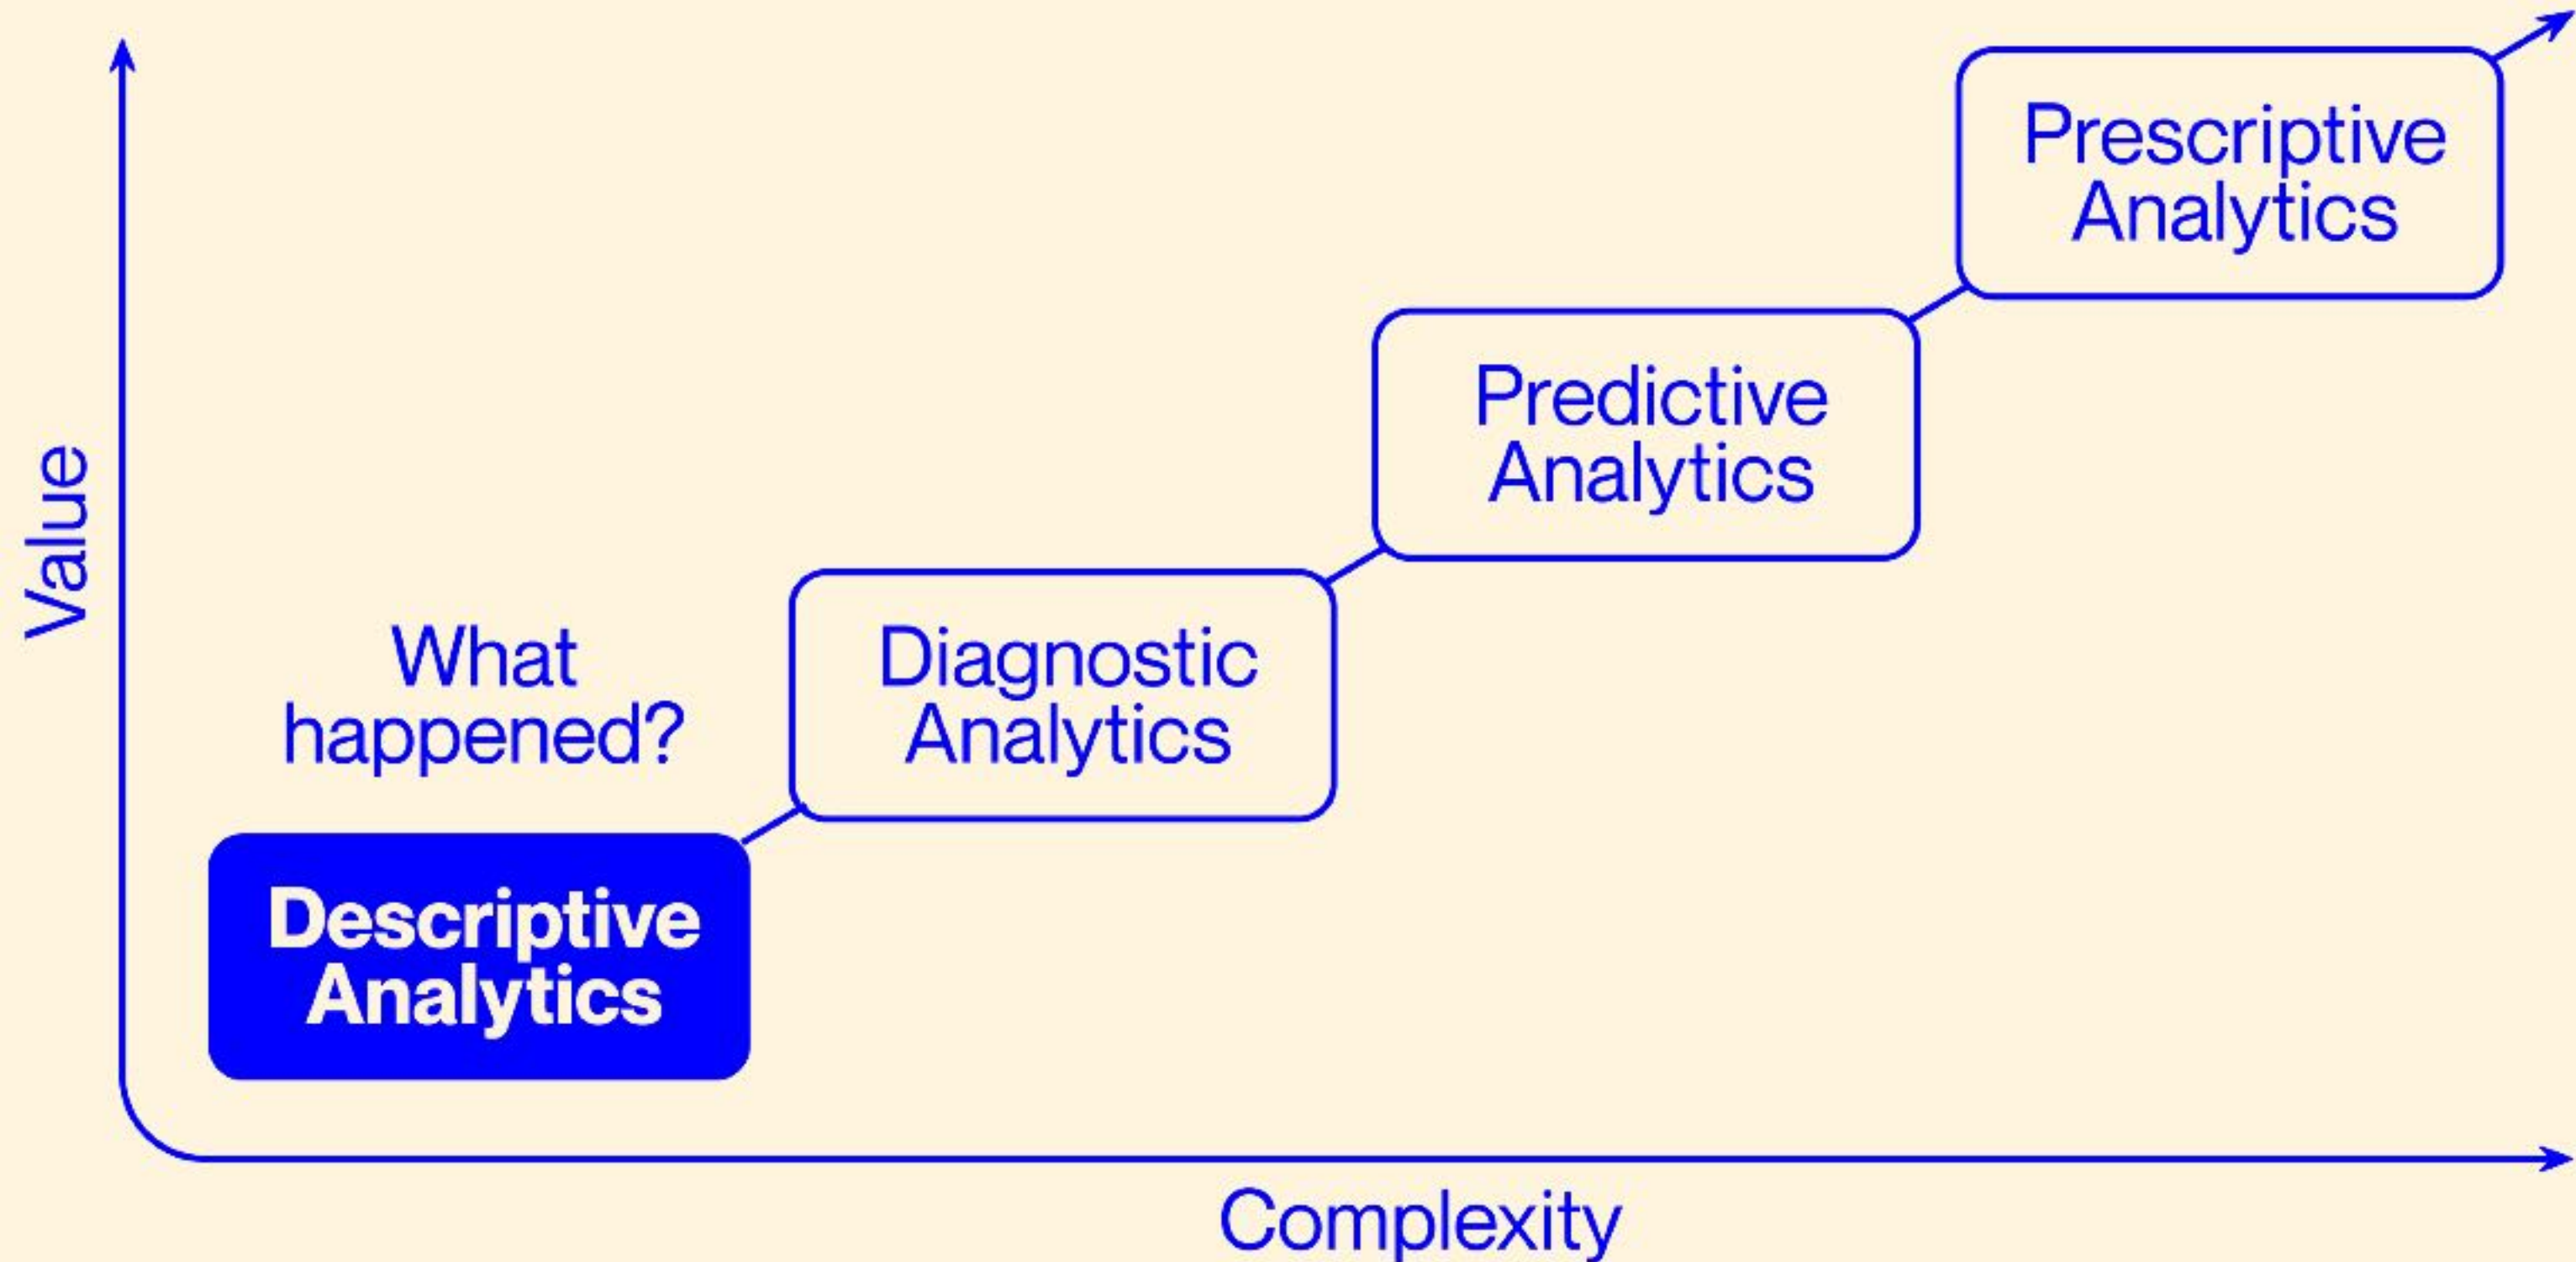 Prescriptive
Analytics
Predictive
Analytics
Value
What
happened?
Diagnostic
Analytics
Descriptive
Analytics
Complexity